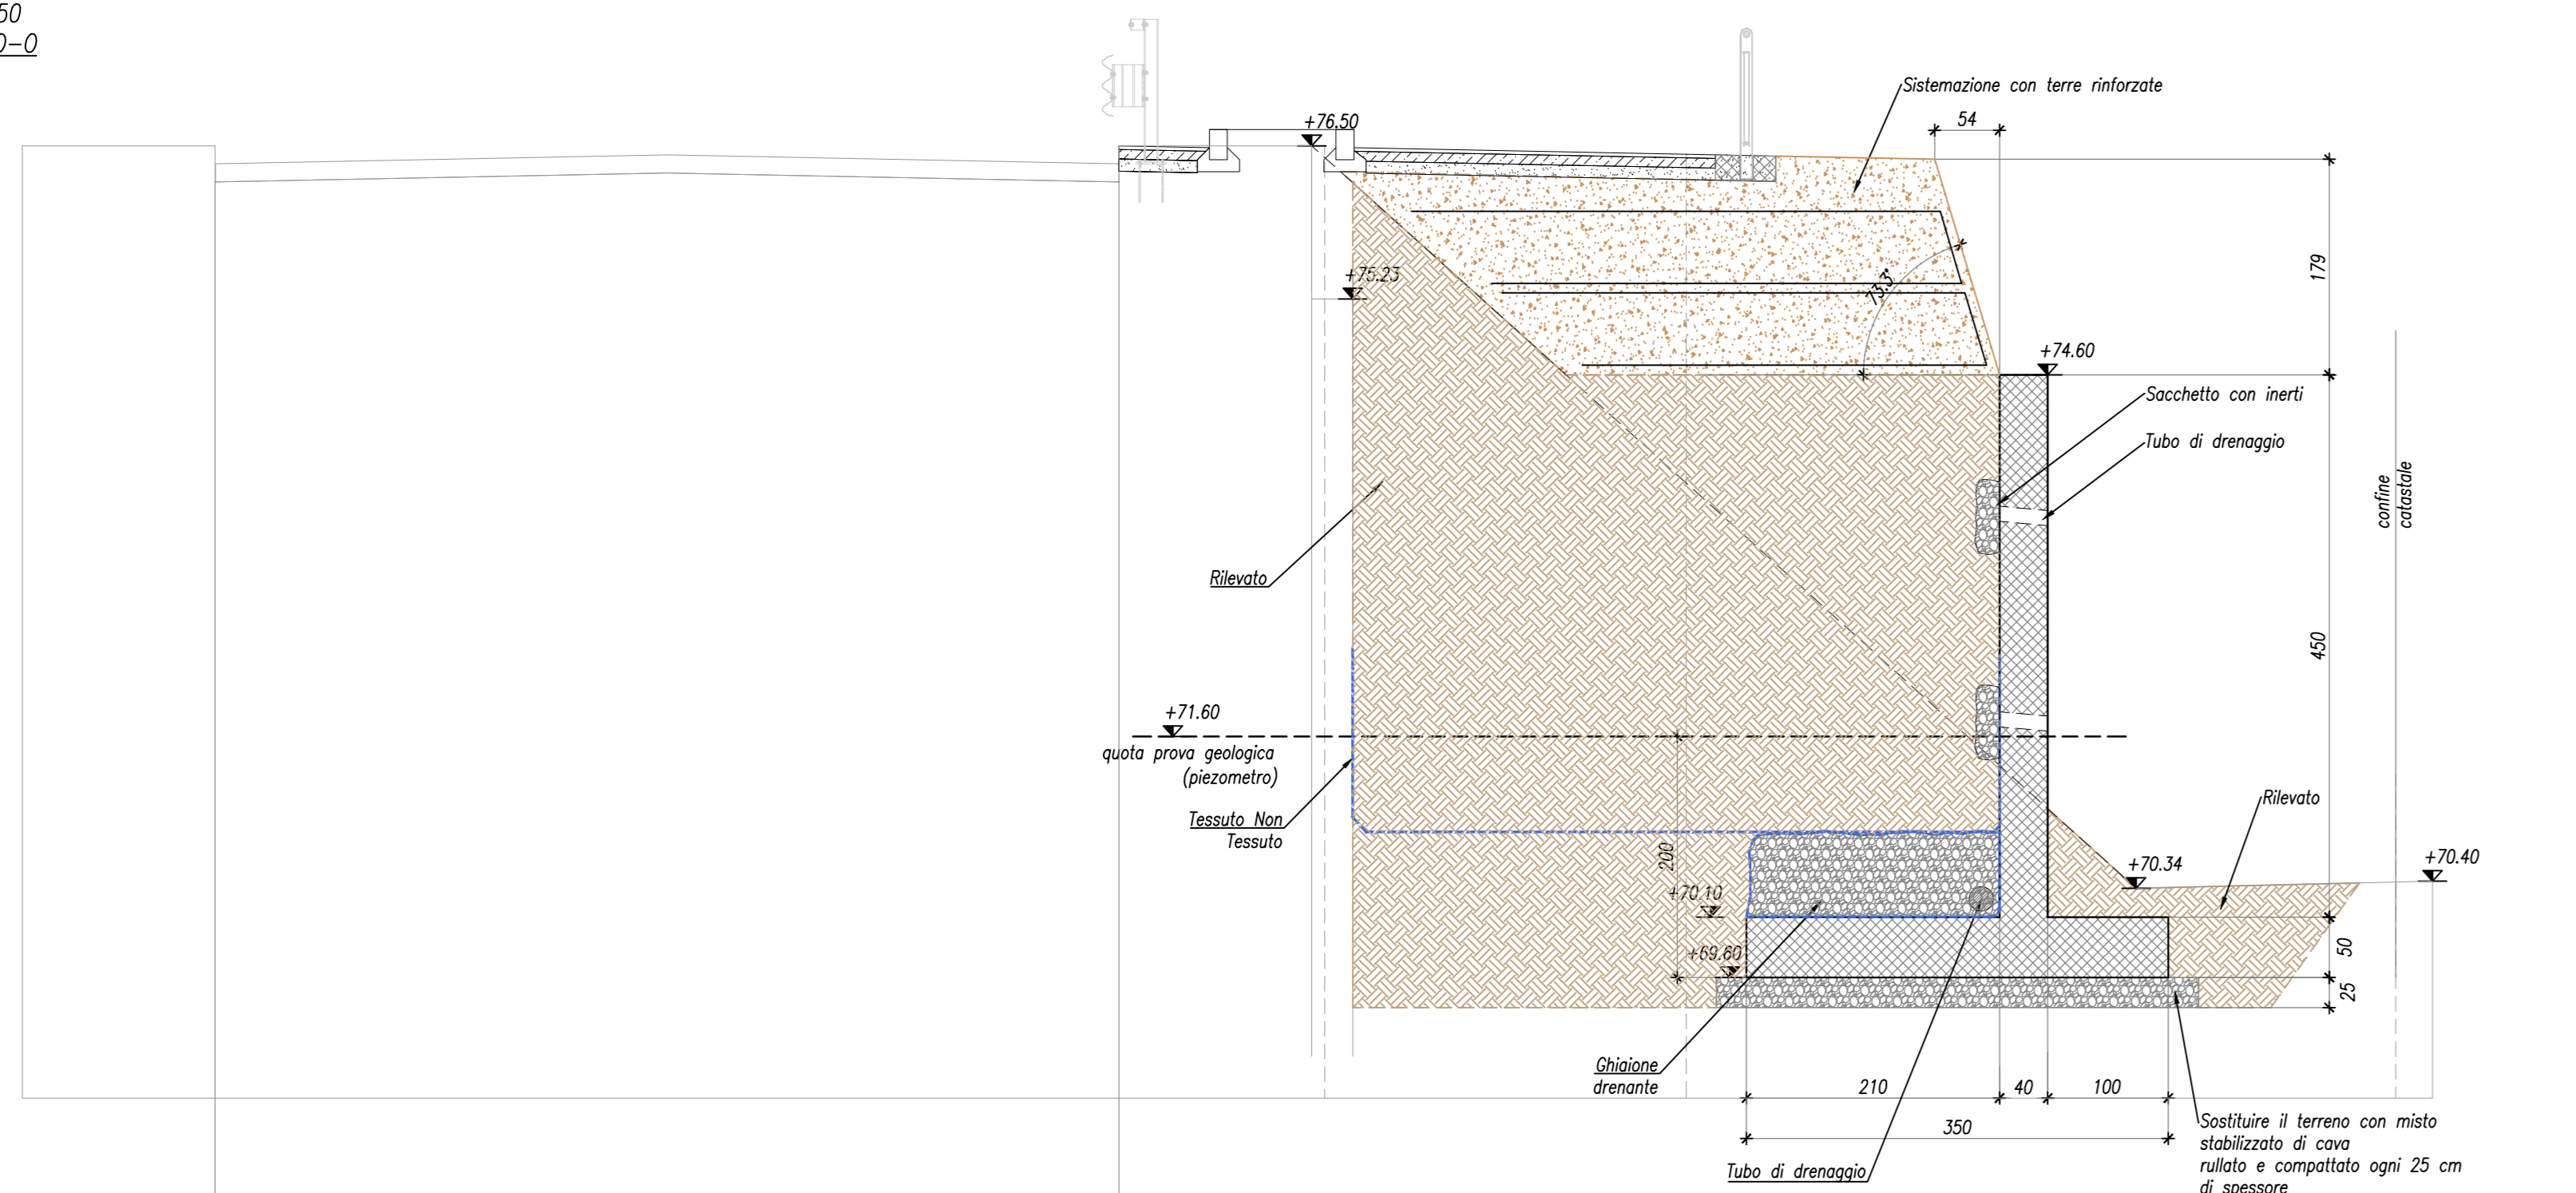 50
0-0
Sistemazione con terre rinforzate
54
+76.50
179
+75.23
73.3°
+74.60
Sacchetto con inerti
Tubo di drenaggio
confine
catastale
Rilevato
450
+71.60
quota prova geologica
(piezometro)
Tessuto Non
Tessuto
Rilevato
200
+70.34
+70.40
+70.10
+69.60
50
25
Ghiaione
drenante
210
40
100
350
Tubo di drenaggio
Sostituire il terreno con misto
stabilizzato di cava
rullato e compattato ogni 25 cm
di spessore